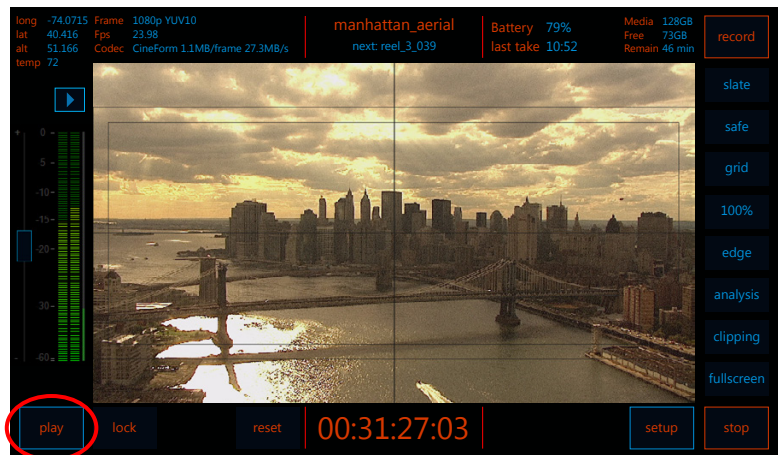 long -74.0715
lat 40.416
alt 51.166
temp 72
Frame 1080p YUV10
Fps 23.98
Codec CineForm 1.1MB/frame 27.3MB/s
manhattan_aerial
next: reel_3_039
Battery 79%
last take 10:52
Media 128GB
Free 73GB
Remain 46 min
record
slate
safe
grid
100%
edge
analysis
clipping
fullscreen
+ 0 -
5 -
-10-
-15-
-20-
-30-
- -60-
play
lock
reset
00:31:27:03
setup
stop